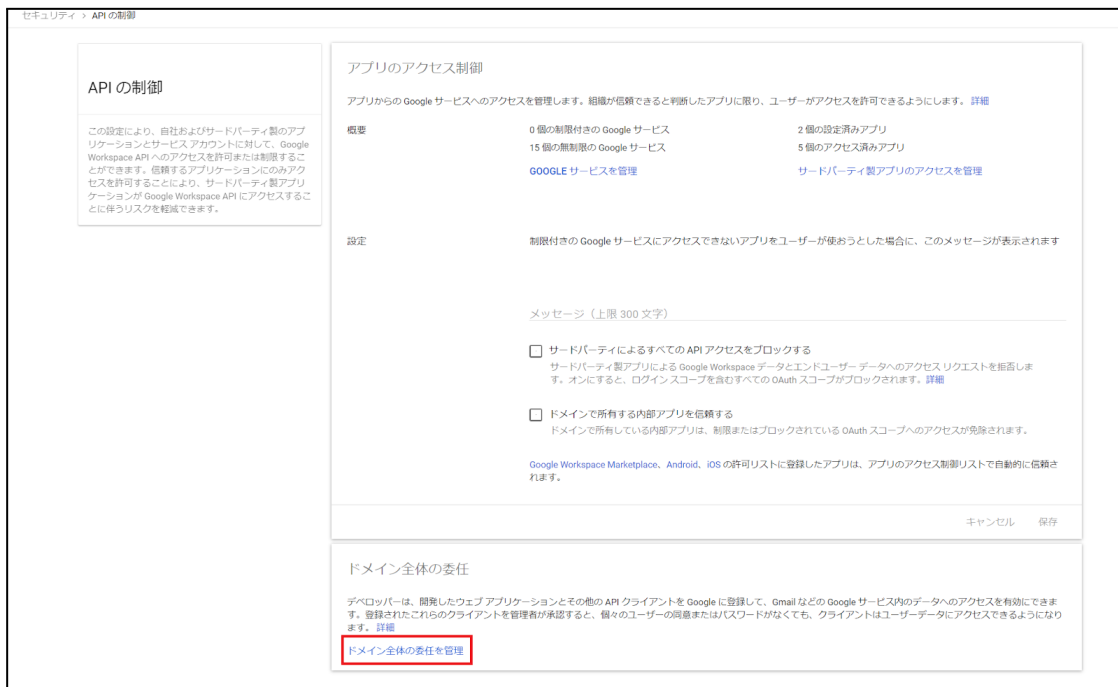 セキュリティ > API の制御
API の制御
この設定により、自社およびサードパーティ製のアプ
リケーションとサービス アカウントに対して、Google
Workspace API へのアクセスを許可または制限するこ
とができます。信頼するアプリケーションにのみアク
セスを許可することにより、サードパーティ製アプリ
ケーションが Google Workspace API にアクセスするこ
とに伴うリスクを軽減できます。
アプリのアクセス制御
アプリからの Google サービスへのアクセスを管理します。組織が信頼できると判断したアプリに限り、ユーザーがアクセスを許可できるようにします。 詳細
概要
0 個の制限付きの Google サービス
2 個の設定済みアプリ
15 個の無制限の Google サービス
5 個のアクセス済みアプリ
GOOGLE サービスを管理
サードパーティ製アプリのアクセスを管理
設定
制限付きの Google サービスにアクセスできないアプリをユーザーが使おうとした場合に、このメッセージが表示されます
メッセージ（上限 300 文字）
サードパーティによるすべての API アクセスをブロックする
サードパーティ製アプリによる Google Workspace データとエンドユーザー データへのアクセス リクエストを拒否しま
す。オンにすると、ログイン スコープを含むすべての OAuth スコープがブロックされます。詳細
ドメインで所有する内部アプリを信頼する
ドメインで所有している内部アプリは、制限またはブロックされている OAuth スコープへのアクセスが免除されます。
Google Workspace Marketplace、Android、iOS の許可リストに登録したアプリは、アプリのアクセス制御リストで自動的に信頼さ
れます。
キャンセル 保存
ドメイン全体の委任
デベロッパーは、開発したウェブ アプリケーションとその他の API クライアントを Google に登録して、Gmail などの Google サービス内のデータへのアクセスを有効にできま
す。登録されたこれらのクライアントを管理者が承認すると、個々のユーザーの同意またはパスワードがなくても、クライアントはユーザーデータにアクセスできるようになり
ます。 詳細
ドメイン全体の委任を管理